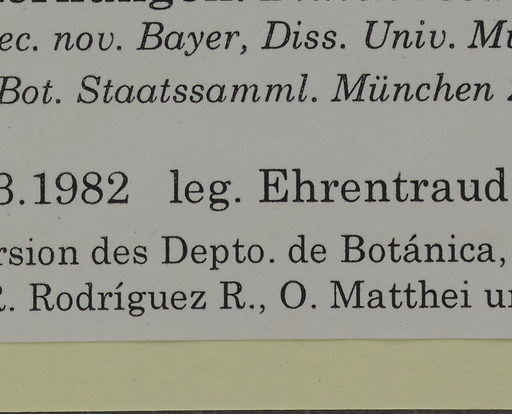 ec. nov. Bayer, Diss. Univ. Mü
Bot. Staatssamml. München
3.1982 leg. Ehrentraud
rsion des Depto. de Botánica,
R. Rodríguez R., O. Matthei u